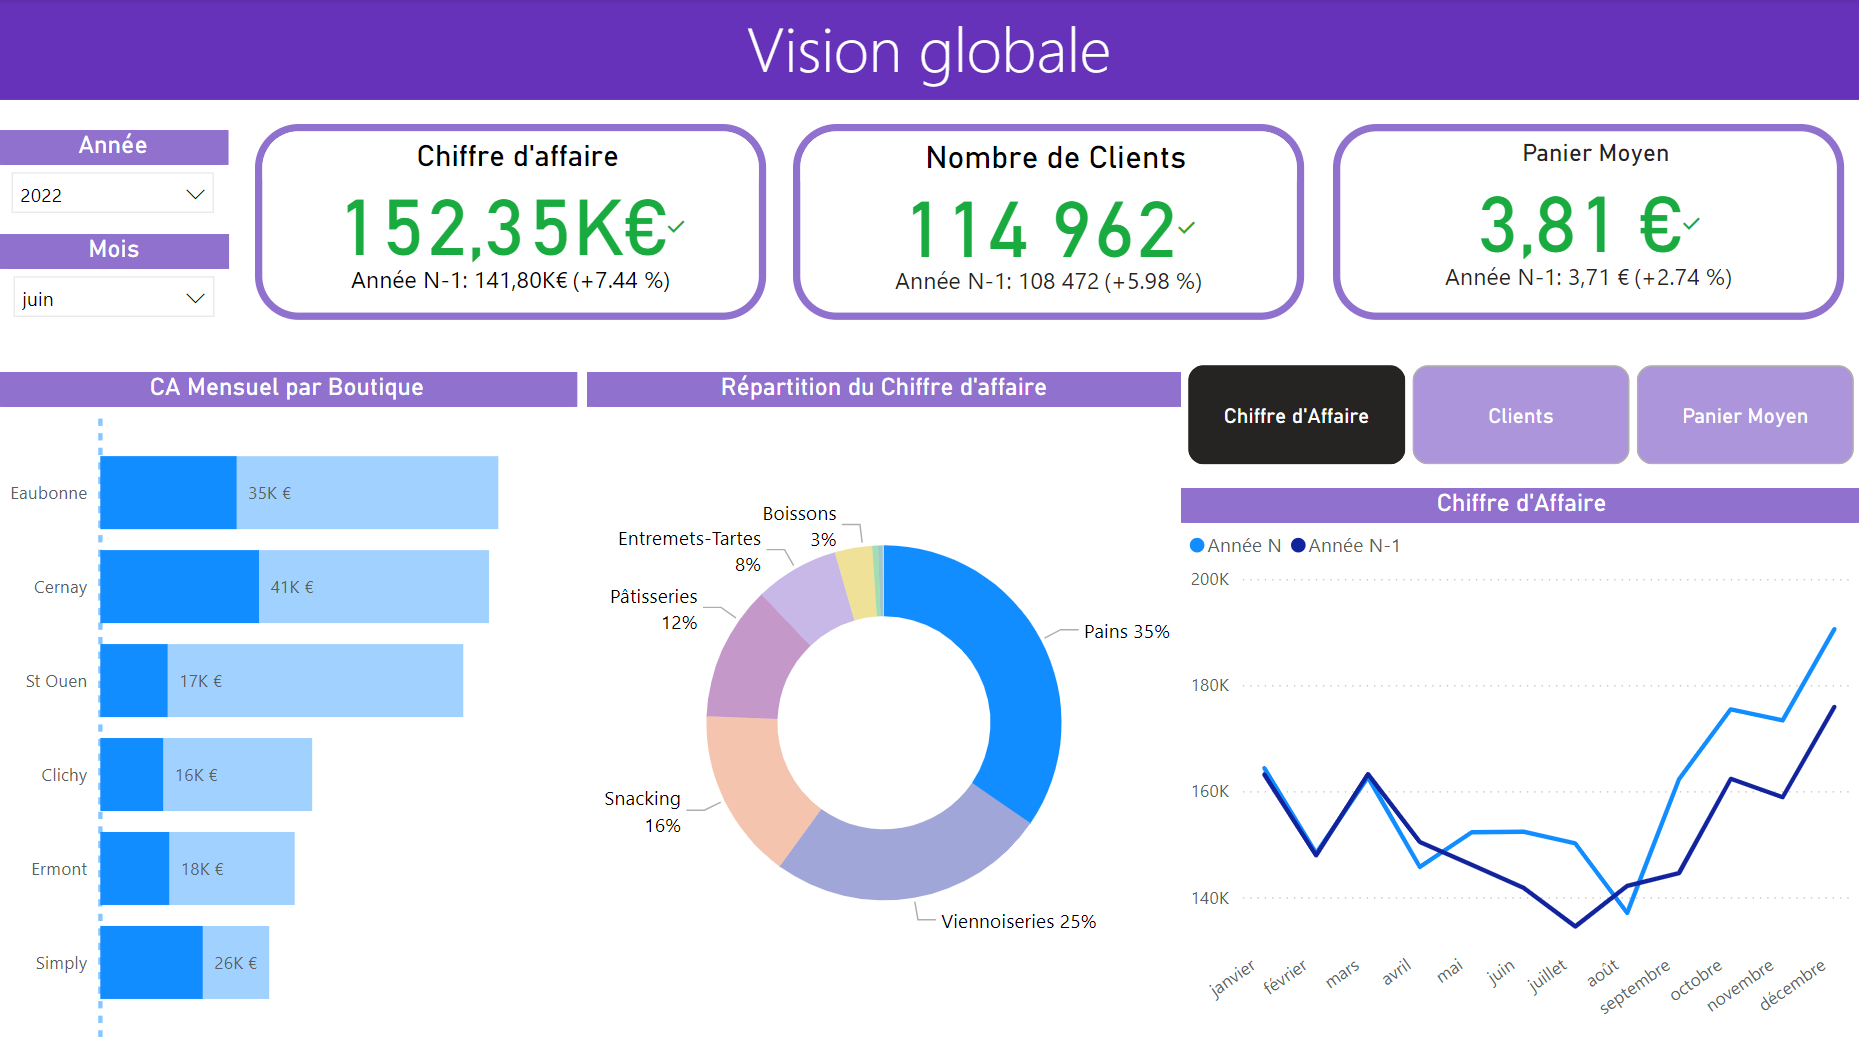 Vision globale
Année
2022
Mois
juin
Chiffre d'affaire
152,35K€
Année N-1: 141,80K€ (+7.44 %)
Nombre de Clients
114 962
Année N-1: 108 472 (+5.98 %)
Panier Moyen
3,81 €
Année N-1: 3,71 € (+2.74 %)
CA Mensuel par Boutique
Eaubonne
35K €
Cernay
41K €
St Ouen
17K €
Clichy
16K €
Ermont
18K €
Simply
26K €
Répartition du Chiffre d'affaire
Boissons
3%
Entremets-Tartes
8%
Pâtisseries
12%
Pains 35%
Snacking
16%
Viennoiseries 25%
Chiffre d'Affaire
Clients
Panier Moyen
Chiffre d'Affaire
Année N
Année N-1
200K
180K
160K
140K
janvier
février
mars
avril
mai
juin
juillet
août
septembre
octobre
novembre
décembre